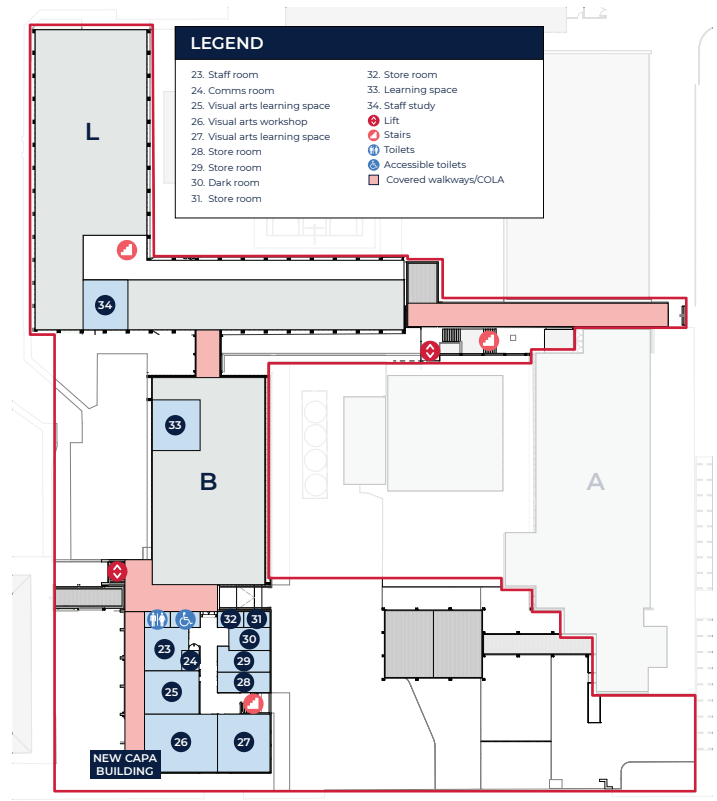 LEGEND
23. Staff room
24. Comms room
25. Visual arts learning space
26. Visual arts workshop
27. Visual arts learning space
28. Store room
29. Store room
30. Dark room
31. Store room
32. Store room
33. Learning space
34. Staff study
Lift
Stairs
Toilets
Accessible toilets
Covered walkways/COLA
L
34
33
B
A
32 31
30
23
24 29
28
25
26 27
NEW CAPA
BUILDING